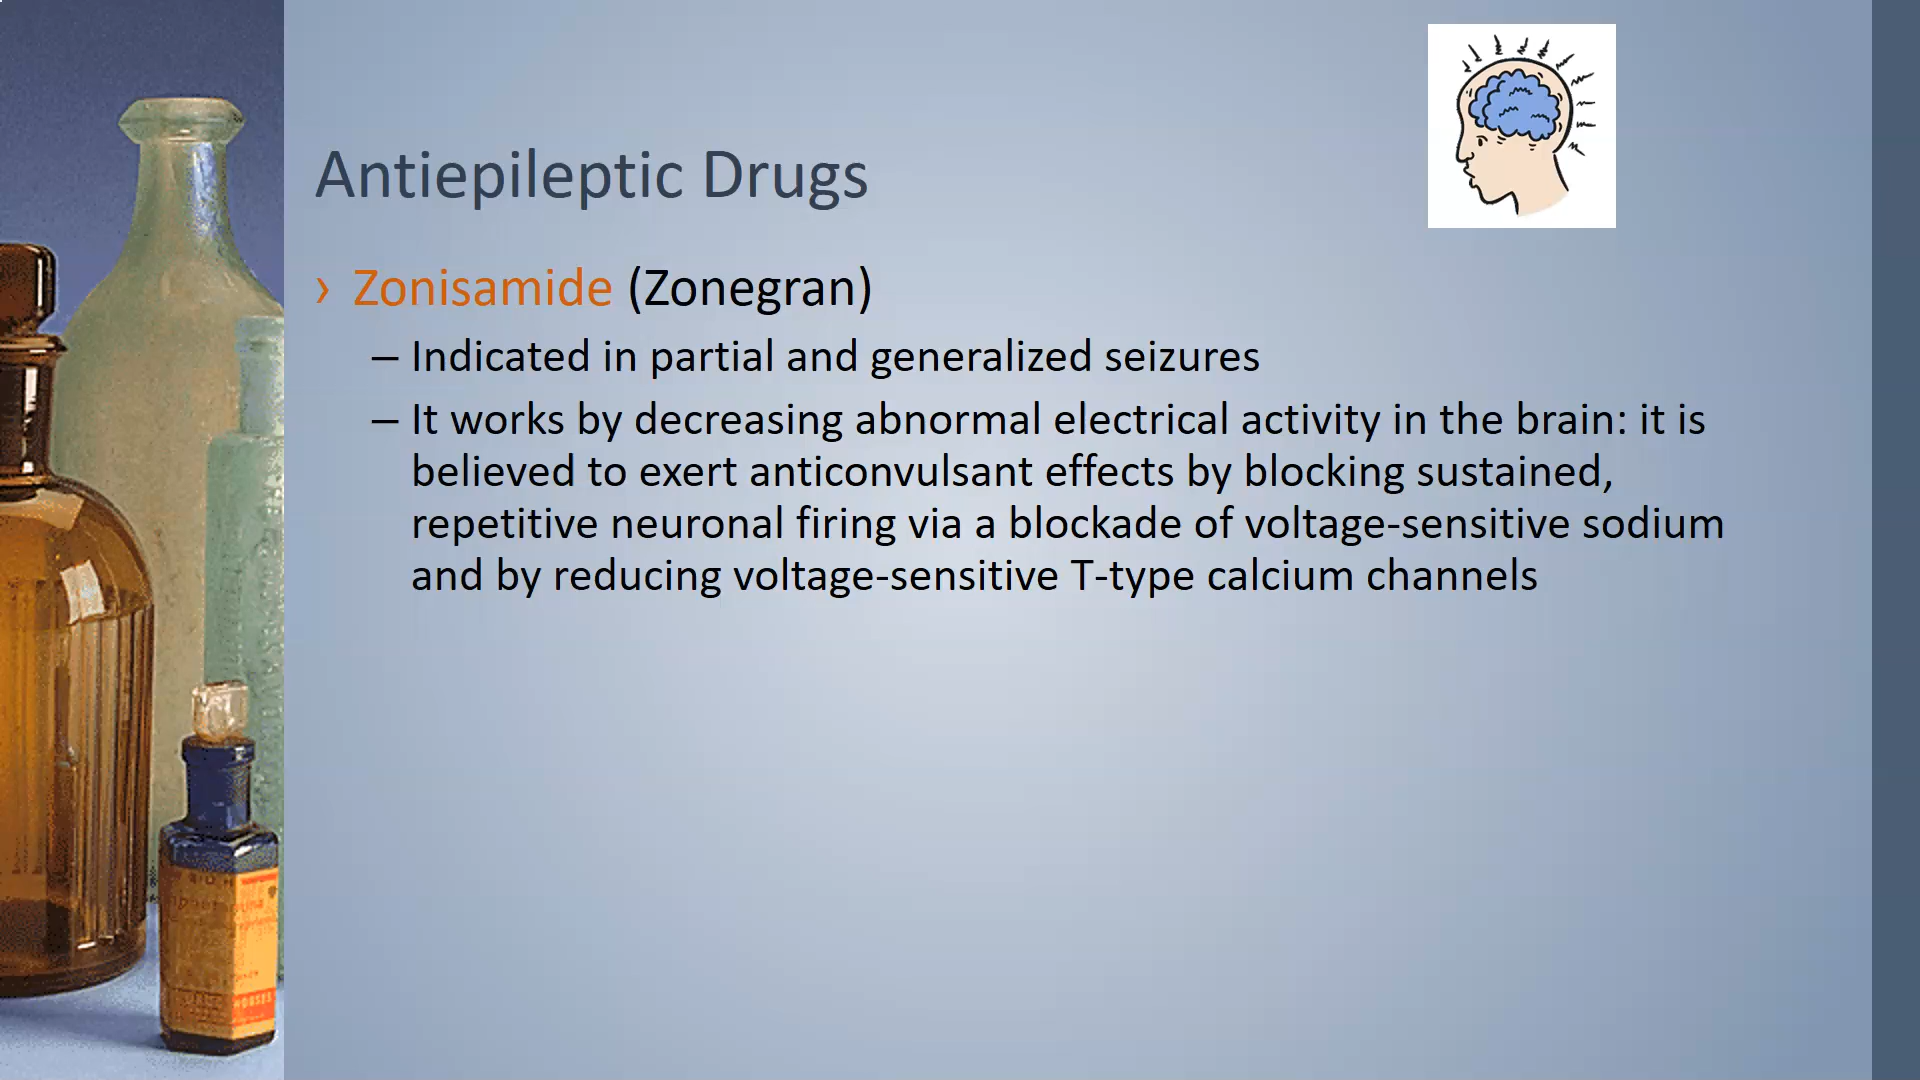 Antiepileptic Drugs
› Zonisamide (Zonegran)
– Indicated in partial and generalized seizures
– It works by decreasing abnormal electrical activity in the brain: it is
believed to exert anticonvulsant effects by blocking sustained,
repetitive neuronal firing via a blockade of voltage-sensitive sodium
and by reducing voltage-sensitive T-type calcium channels